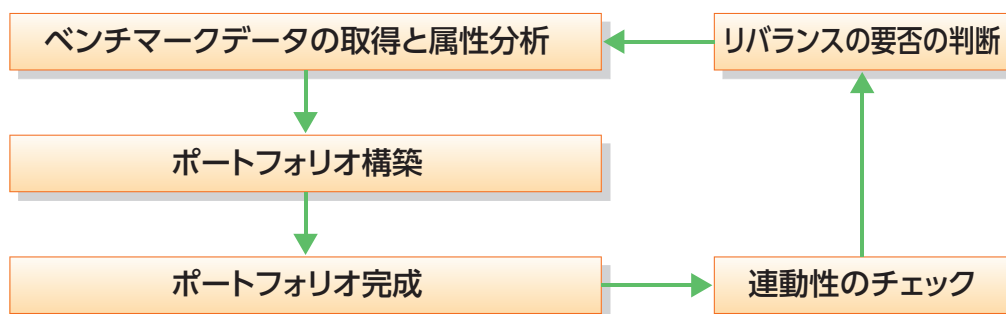 ベンチマークデータの取得と属性分析
リバランスの要否の判断
ポートフォリオ構築
ポートフォリオ完成
連動性のチェック